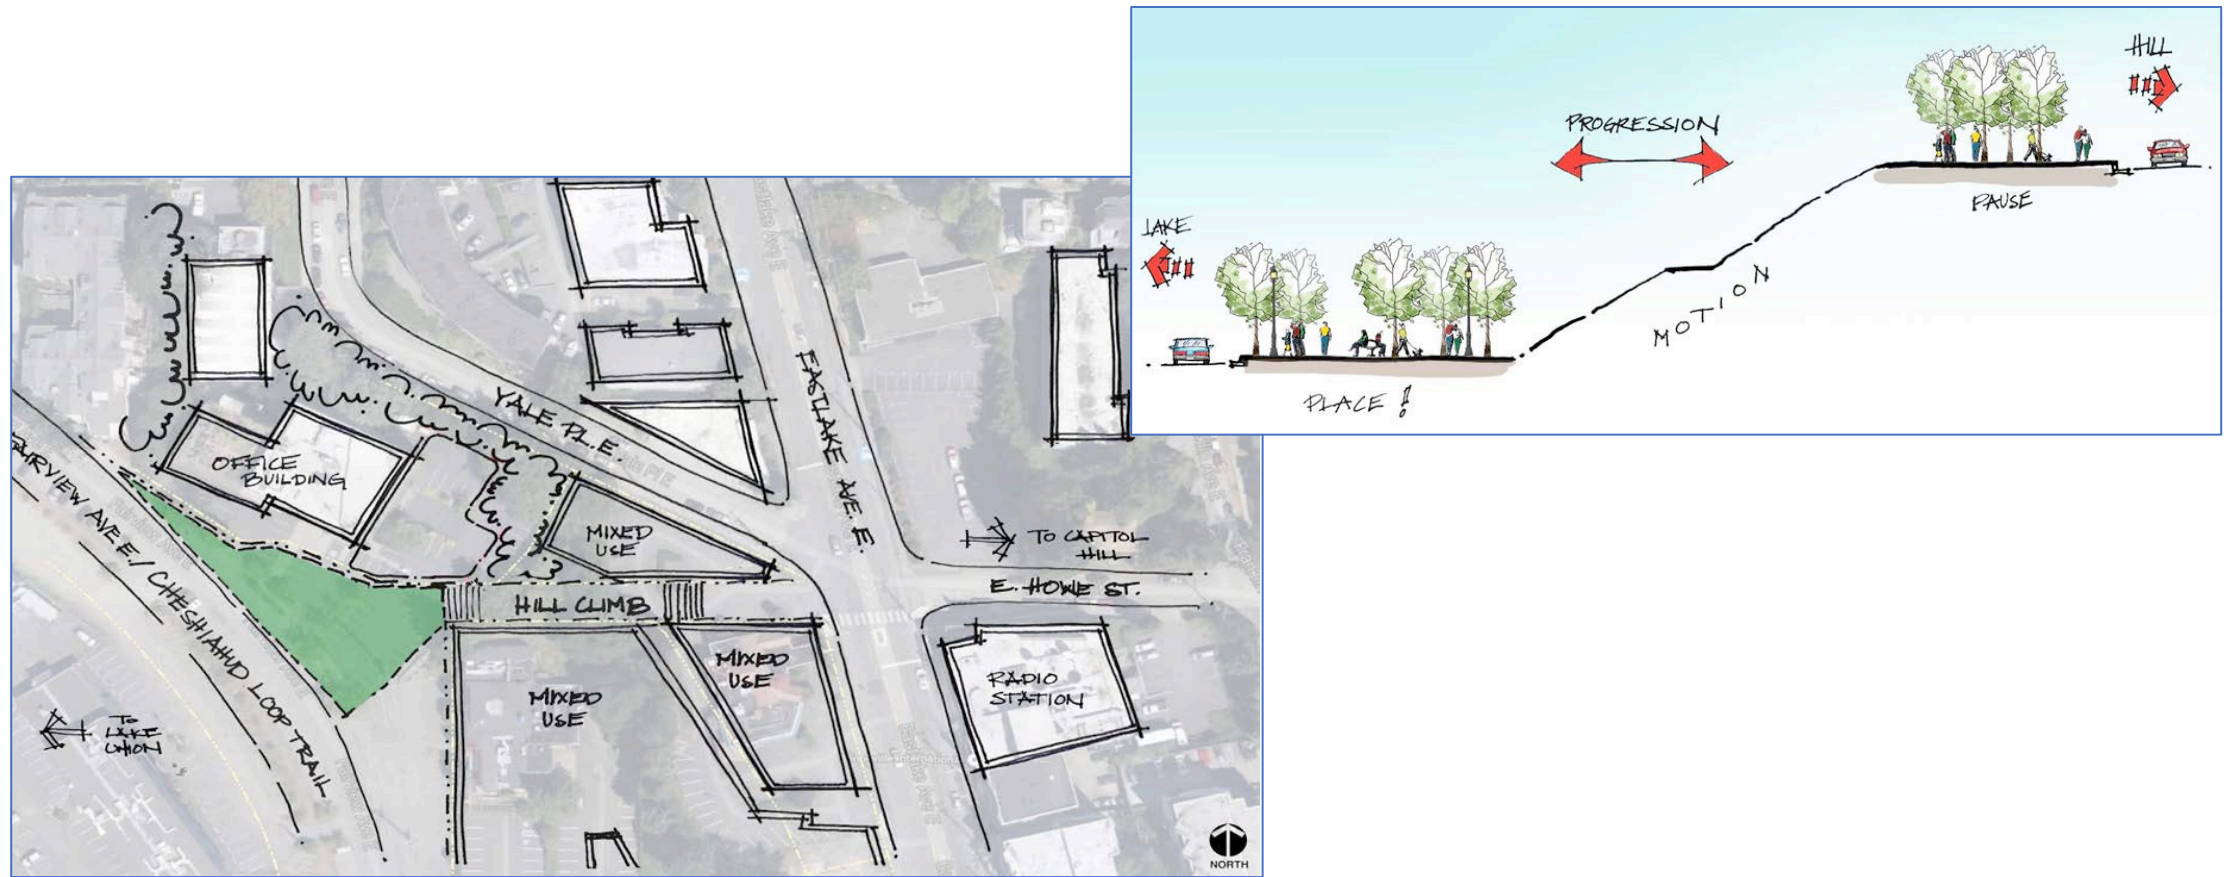 HILL
PROGRESSION
PAUSE
LAKE
MOTION
PLACE!
YALE PL. E.
EASTLAKE AVE. E.
OFFICE
BUILDING
MIXED
USE
TO CAPITOL
HILL
E. HOWE ST.
HILL CLIMB
FAIRVIEW AVE E/ CHESHIAHUD LOOP TRAIL
MIXED
USE
MIXED
USE
RADIO
STATION
TO
LAKE
UNION
NORTH